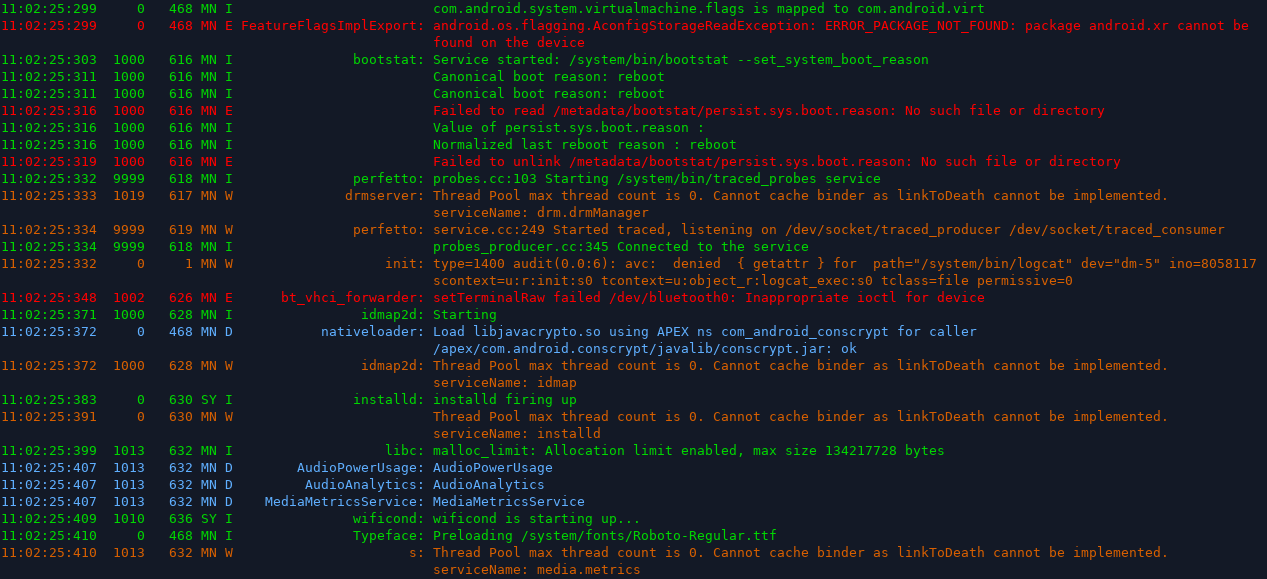 11:02:25:299 0 468 MN I com.android.system.virtualmachine.flags is mapped to com.android.virt
11:02:25:299 0 468 MN E FeatureFlagsImplExport: android.os.flagging.AconfigStorageReadException: ERROR_PACKAGE_NOT_FOUND: package android.xr cannot be
found on the device
11:02:25:303 1000 616 MN I bootstat: Service started: /system/bin/bootstat --set_system_boot_reason
11:02:25:311 1000 616 MN I Canonical boot reason: reboot
11:02:25:311 1000 616 MN I Canonical boot reason: reboot
11:02:25:316 1000 616 MN E Failed to read /metadata/bootstat/persist.sys.boot.reason: No such file or directory
11:02:25:316 1000 616 MN I Value of persist.sys.boot.reason :
11:02:25:316 1000 616 MN I Normalized last reboot reason : reboot
11:02:25:319 1000 616 MN E Failed to unlink /metadata/bootstat/persist.sys.boot.reason: No such file or directory
11:02:25:332 9999 618 MN I perfetto: probes.cc:103 Starting /system/bin/traced_probes service
11:02:25:333 1019 617 MN W drmserver: Thread Pool max thread count is 0. Cannot cache binder as linkToDeath cannot be implemented.
serviceName: drm.drmManager
11:02:25:334 9999 619 MN W perfetto: service.cc:249 Started traced, listening on /dev/socket/traced_producer /dev/socket/traced_consumer
11:02:25:334 9999 618 MN I probes_producer.cc:345 Connected to the service
11:02:25:332 0 1 MN W init: type=1400 audit(0.0:6): avc:  denied  { getattr } for  path="/system/bin/logcat" dev="dm-5" ino=8058117
scontext=u:r:init:s0 tcontext=u:object_r:logcat_exec:s0 tclass=file permissive=0
11:02:25:348 1002 626 MN E bt_vhci_forwarder: setTerminalRaw failed /dev/bluetooth0: Inappropriate ioctl for device
11:02:25:371 1000 628 MN I idmap2d: Starting
11:02:25:372 0 468 MN D nativeloader: Load libjavacrypto.so using APEX ns com_android_conscrypt for caller
/apex/com.android.conscrypt/javalib/conscrypt.jar: ok
11:02:25:372 1000 628 MN W idmap2d: Thread Pool max thread count is 0. Cannot cache binder as linkToDeath cannot be implemented.
serviceName: idmap
11:02:25:383 0 630 SY I installd: installd firing up
11:02:25:391 0 630 MN W Thread Pool max thread count is 0. Cannot cache binder as linkToDeath cannot be implemented.
serviceName: installd
11:02:25:399 1013 632 MN I libc: malloc_limit: Allocation limit enabled, max size 134217728 bytes
11:02:25:407 1013 632 MN D AudioPowerUsage: AudioPowerUsage
11:02:25:407 1013 632 MN D AudioAnalytics: AudioAnalytics
11:02:25:407 1013 632 MN D MediaMetricsService: MediaMetricsService
11:02:25:409 1010 636 SY I wificond: wificond is starting up...
11:02:25:410 0 468 MN I Typeface: Preloading /system/fonts/Roboto-Regular.ttf
11:02:25:410 1013 632 MN W s: Thread Pool max thread count is 0. Cannot cache binder as linkToDeath cannot be implemented.
serviceName: media.metrics